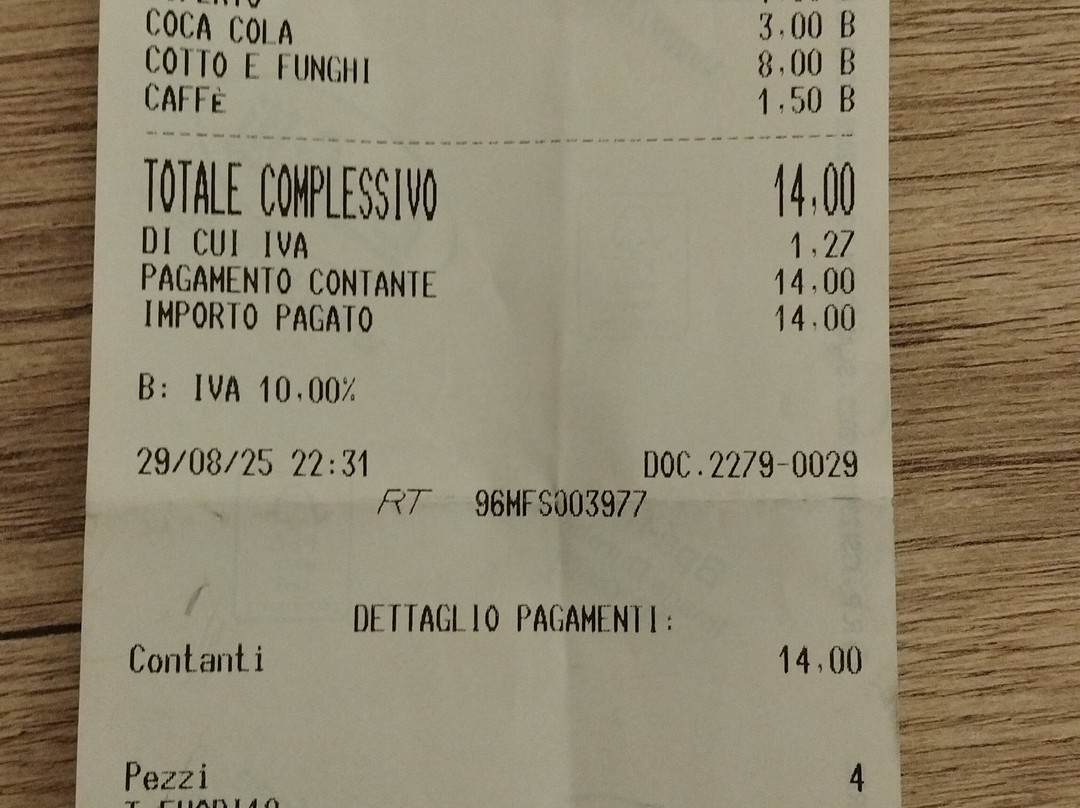 COCA COLA 3,00 B
COTTO E FUNGHI 8,00 B
CAFFÈ 1,50 B
TOTALE COMPLESSIVO 14,00
DI CUI IVA 1,27
PAGAMENTO CONTANTE 14,00
IMPORTO PAGATO 14,00
B: IVA 10,00%
29/08/25 22:31 DOC.2279-0029
RT 96MFS003977
DETTAGLIO PAGAMENTI:
Contanti 14,00
Pezzi 4